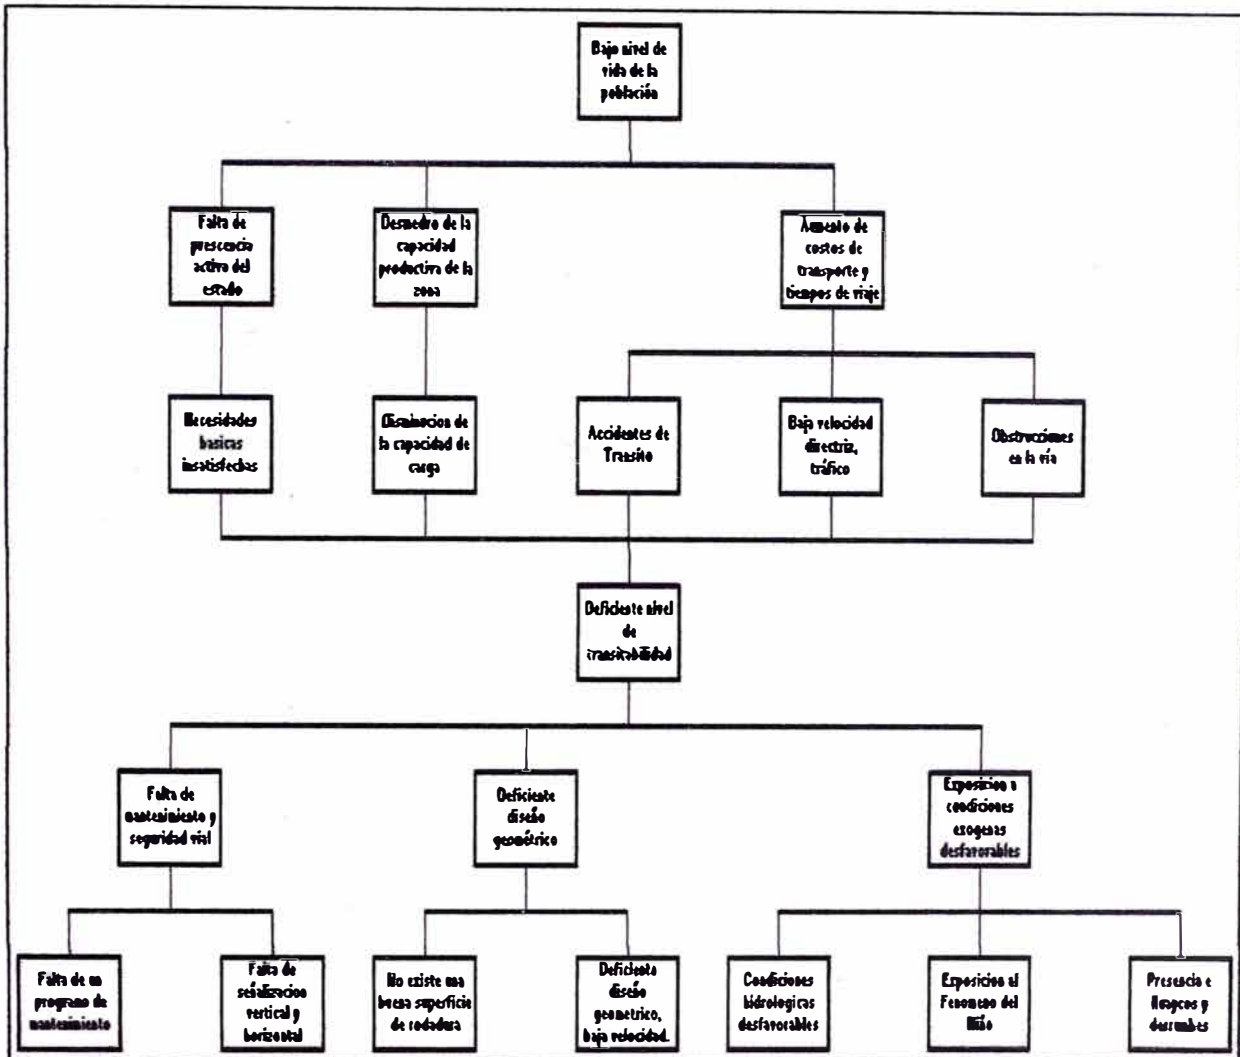 Bajo nivel de
vida de la
población
Falta de
prescencia
activa del
estado
Desmedro de la
capacidad
productiva de la
zona
Aumento de
costos de
transporte y
tiempos de viaje
Necesidades
basicas
insatisfechas
Disminucion de
la capacidad de
carga
Accidentes de
Transito
Baja velocidad
directriz,
tráfico
Obstrucciones
en la vía
Deficiente nivel
de
transitabilidad
Falta de
mantenimiento y
seguridad vial
Deficiente
diseño
geométrico
Exposicion a
condiciones
exogenas
desfavorables
Falta de un
programa de
mantenimiento
Falta de
señalizacion
vertical y
horizontal
No existe una
buena superficie
de rodadura
Deficiente
diseño
geometrico,
baja velocidad.
Condiciones
hidrologicas
desfavorables
Exposicion al
Fenomeno del
Niño
Presencia e
Huaycos y
derrumbes